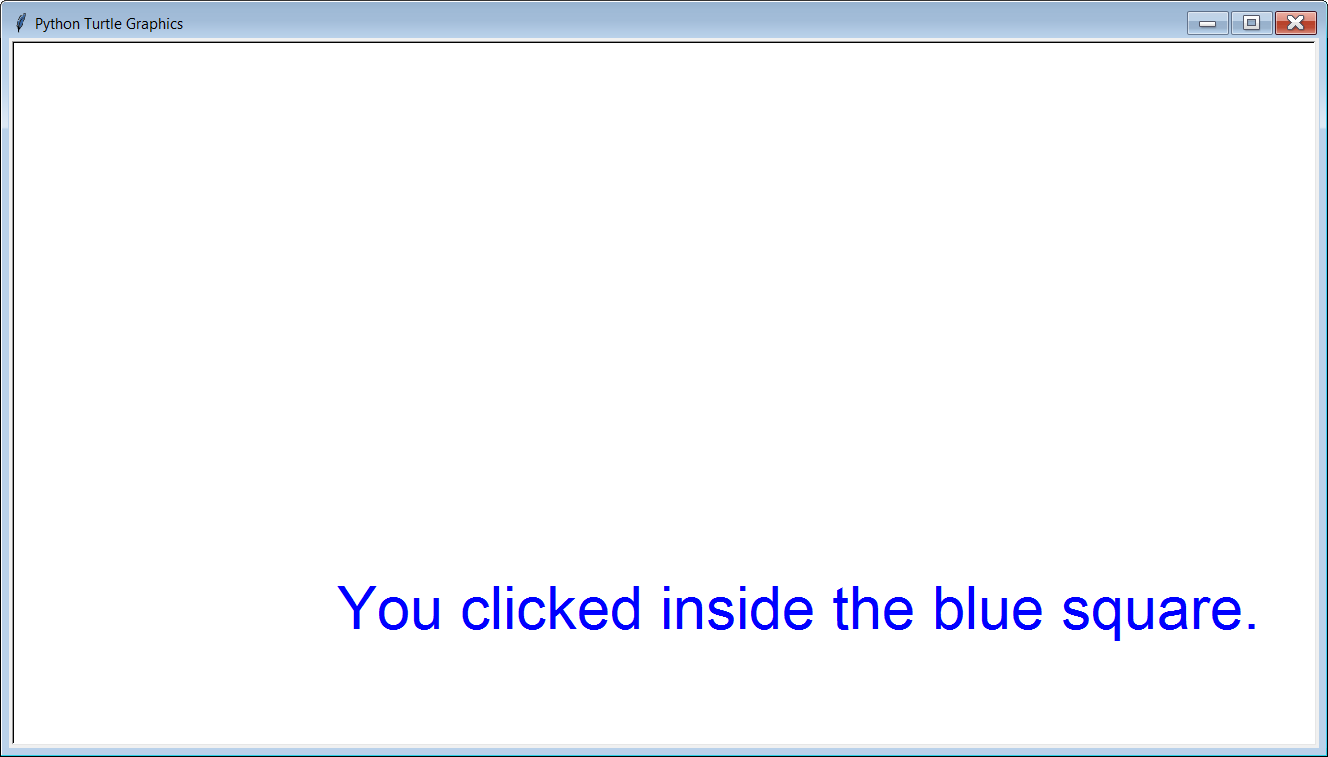 Python Turtle Graphics
You clicked inside the blue square.